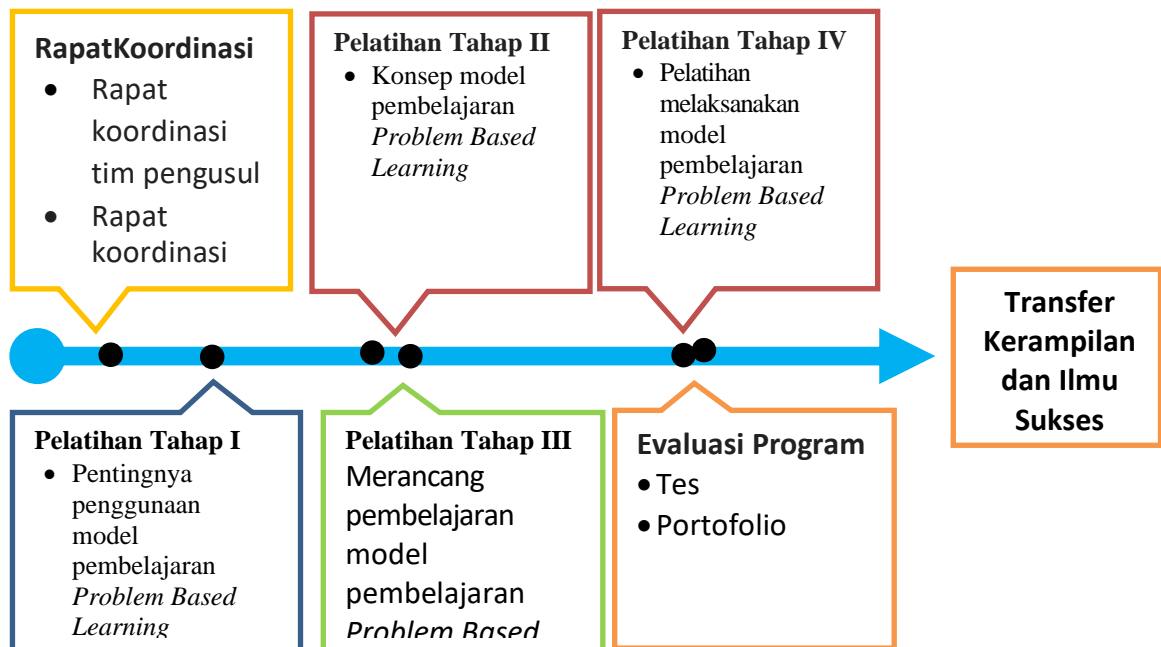 RapatKoordinasi
• Rapat
koordinasi
tim pengusul
• Rapat
koordinasi
Pelatihan Tahap II
• Konsep model
pembelajaran
Problem Based
Learning
Pelatihan Tahap IV
• Pelatihan
melaksanakan
model
pembelajaran
Problem Based
Learning
Transfer
Kerampilan
dan Ilmu
Sukses
Pelatihan Tahap I
• Pentingnya
penggunaan
model
pembelajaran
Problem Based
Learning
Pelatihan Tahap III
Merancang
pembelajaran
model
pembelajaran
Problem Based
Evaluasi Program
• Tes
• Portofolio